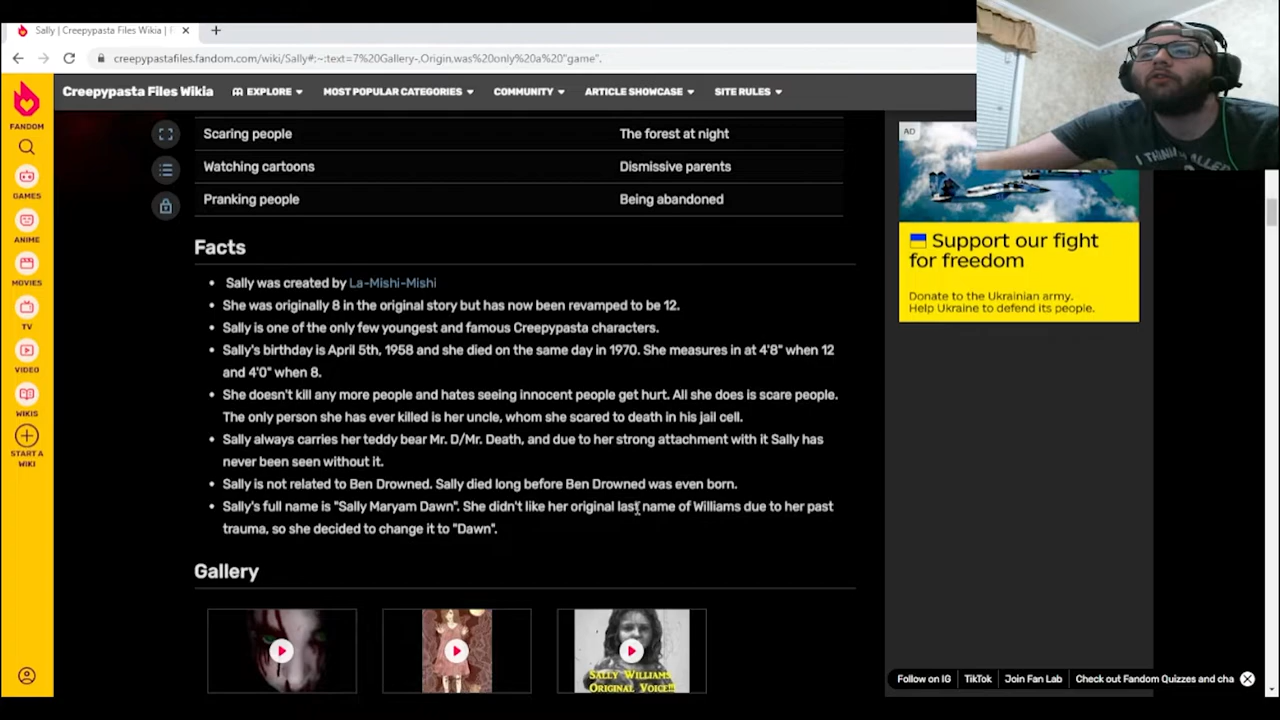 Sally | Creepypasta Files Wikia |
creepypastafiles.fandom.com/wiki/Sally#:~:text=7%20Gallery-,Origin,was%20only%20a%20"game".
FANDOM
GAMES
ANIME
MOVIES
TV
VIDEO
WIKIS
START A
WIKI
Creepypasta Files Wikia EXPLORE MOST POPULAR CATEGORIES COMMUNITY ARTICLE SHOWCASE SITE RULES
Scaring people The forest at night
Watching cartoons Dismissive parents
Pranking people Being abandoned
Facts
• Sally was created by La-Mishi-Mishi
• She was originally 8 in the original story but has now been revamped to be 12.
• Sally is one of the only few youngest and famous Creepypasta characters.
• Sally's birthday is April 5th, 1958 and she died on the same day in 1970. She measures in at 4'8" when 12
and 4'0" when 8.
• She doesn't kill any more people and hates seeing innocent people get hurt. All she does is scare people.
The only person she has ever killed is her uncle, whom she scared to death in his jail cell.
• Sally always carries her teddy bear Mr. D/Mr. Death, and due to her strong attachment with it Sally has
never been seen without it.
• Sally is not related to Ben Drowned. Sally died long before Ben Drowned was even born.
• Sally's full name is "Sally Maryam Dawn". She didn't like her original last name of Williams due to her past
trauma, so she decided to change it to "Dawn".
Gallery
SALLY WILLIAMS
ORIGINAL VOICE!!
AD
Support our fight
for freedom
Donate to the Ukrainian army.
Help Ukraine to defend its people.
I THINK
Follow on IG TikTok Join Fan Lab Check out Fandom Quizzes and cha